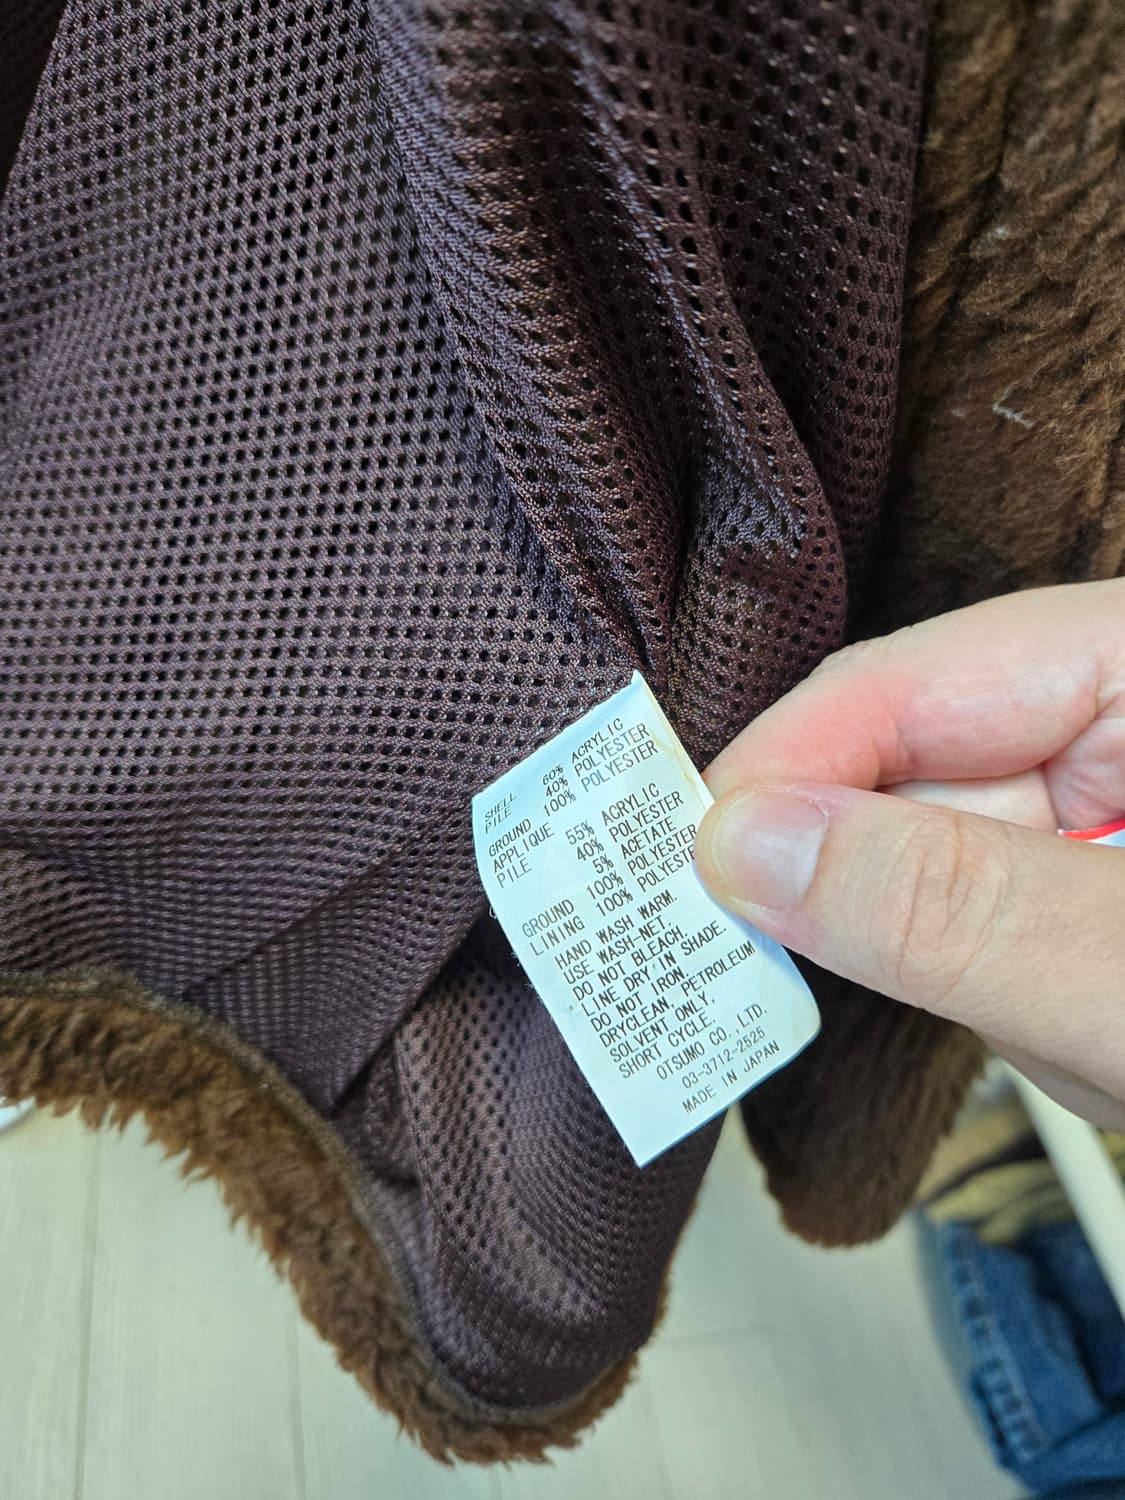 SHELL
PILE 60% ACRYLIC
40% POLYESTER
GROUND 100% POLYESTER
APPLIQUE
PILE 55% ACRYLIC
40% POLYESTER
5% ACETATE
GROUND 100% POLYESTER
LINING 100% POLYESTER
HAND WASH WARM.
USE WASH-NET.
DO NOT BLEACH.
LINE DRY IN SHADE.
DO NOT IRON.
DRYCLEAN, PETROLEUM
SOLVENT ONLY,
SHORT CYCLE.
OTSUMO CO.,LTD.
03-3712-2525
MADE IN JAPAN